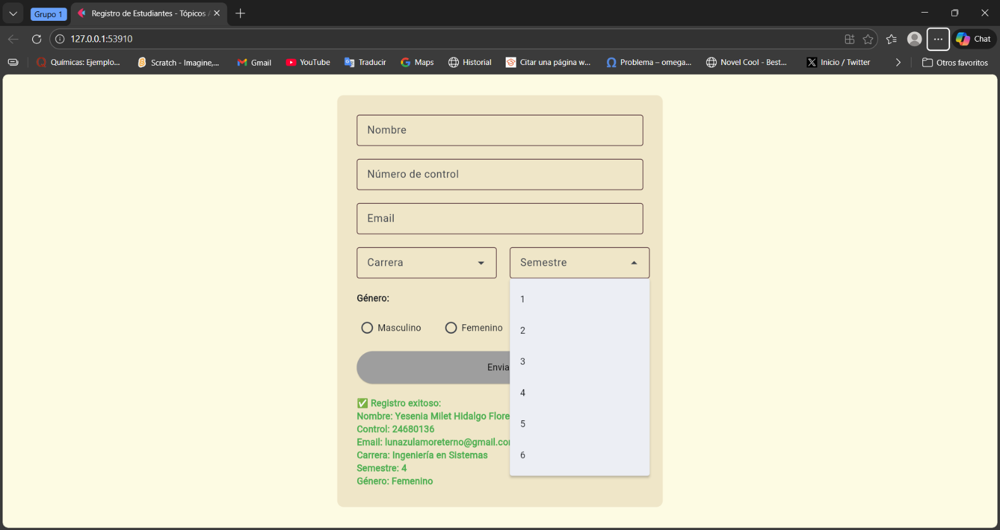 Grupo 1
Registro de Estudiantes - Tópicos
127.0.0.1:53910
Chat
Químicas: Ejemplo...
Scratch - Imagine,...
Gmail
YouTube
Traducir
Maps
Historial
Citar una página w...
Problema – omega...
Novel Cool - Best...
Inicio / Twitter
Otros favoritos
Nombre
Número de control
Email
Carrera
Semestre
Género:
Masculino
Femenino
1
2
3
4
5
6
Envia
✅ Registro exitoso:
Nombre: Yesenia Milet Hidalgo Flore
Control: 24680136
Email: lunazulamoreterno@gmail.co
Carrera: Ingeniería en Sistemas
Semestre: 4
Género: Femenino